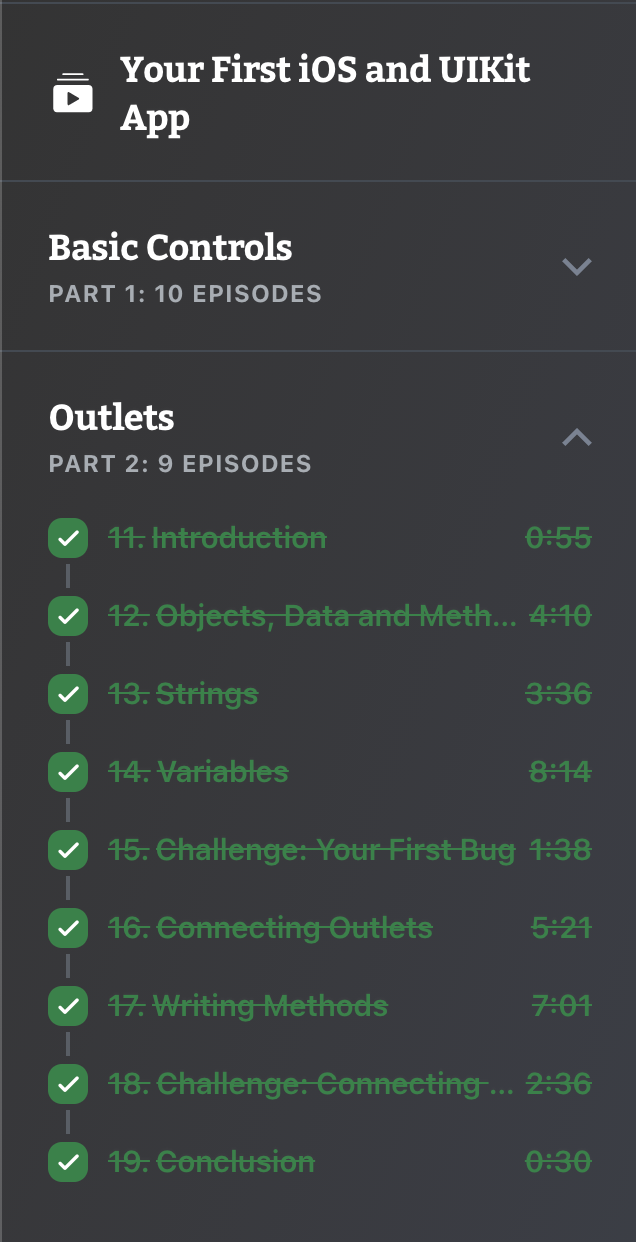 Your First iOS and UIKit
App
Basic Controls
PART 1: 10 EPISODES
Outlets
PART 2: 9 EPISODES
11. Introduction 0:55
12. Objects, Data and Meth... 4:10
13. Strings 3:36
14. Variables 8:14
15. Challenge: Your First Bug 1:38
16. Connecting Outlets 5:21
17. Writing Methods 7:01
18. Challenge: Connecting ... 2:36
19. Conclusion 0:30